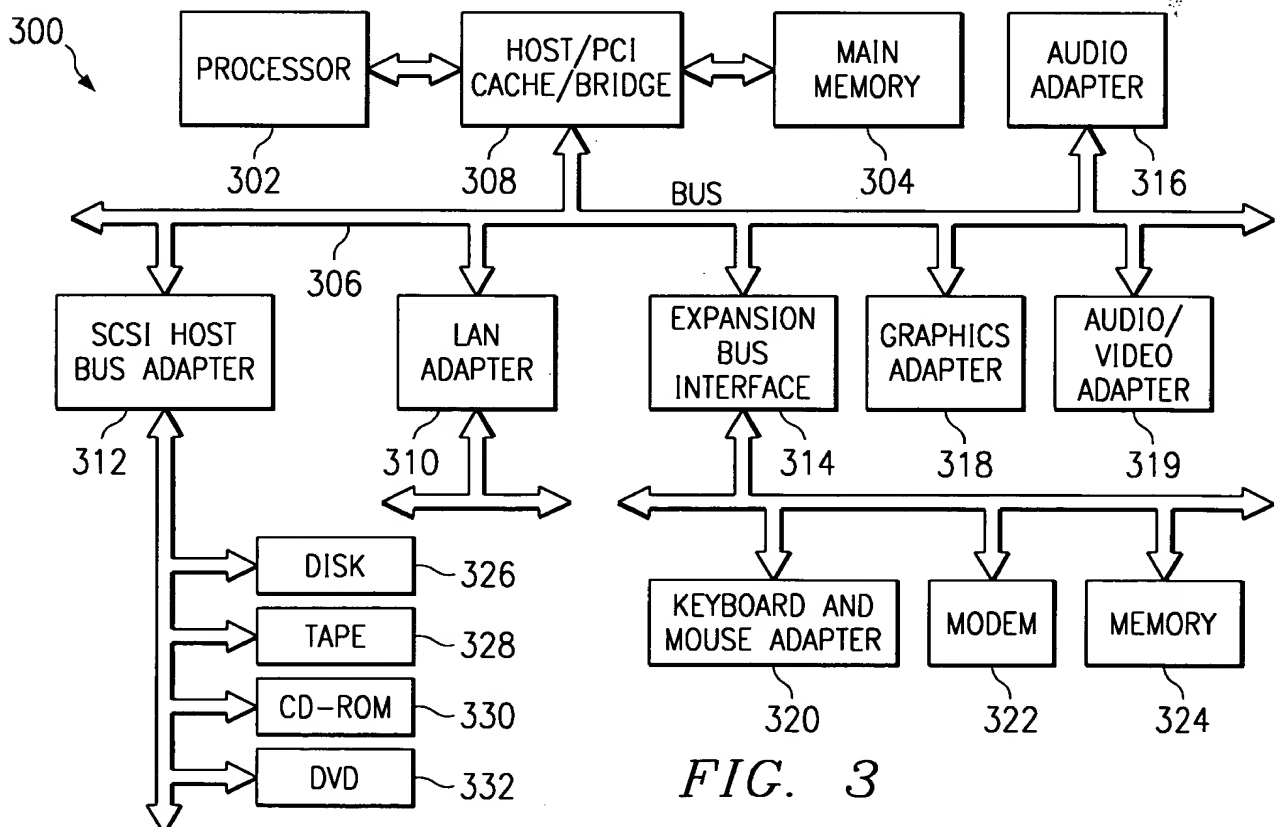 300
PROCESSOR
302
HOST/PCI
CACHE/BRIDGE
308
MAIN
MEMORY
304
AUDIO
ADAPTER
316
BUS
306
SCSI HOST
BUS ADAPTER
312
LAN
ADAPTER
310
EXPANSION
BUS
INTERFACE
314
GRAPHICS
ADAPTER
318
AUDIO/
VIDEO
ADAPTER
319
DISK
326
TAPE
328
CD-ROM
330
DVD
332
KEYBOARD AND
MOUSE ADAPTER
320
MODEM
322
MEMORY
324
FIG. 3